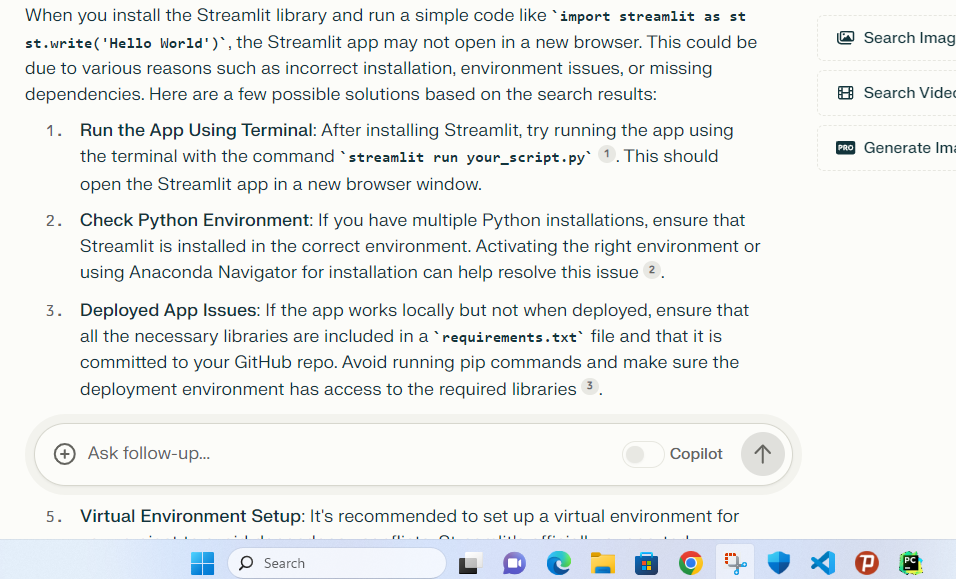 When you install the Streamlit library and run a simple code like `import streamlit as st
st.write('Hello World')`, the Streamlit app may not open in a new browser. This could be
due to various reasons such as incorrect installation, environment issues, or missing
dependencies. Here are a few possible solutions based on the search results:
1. Run the App Using Terminal: After installing Streamlit, try running the app using
the terminal with the command `streamlit run your_script.py` 1. This should
open the Streamlit app in a new browser window.
2. Check Python Environment: If you have multiple Python installations, ensure that
Streamlit is installed in the correct environment. Activating the right environment or
using Anaconda Navigator for installation can help resolve this issue 2.
3. Deployed App Issues: If the app works locally but not when deployed, ensure that
all the necessary libraries are included in a `requirements.txt` file and that it is
committed to your GitHub repo. Avoid running pip commands and make sure the
deployment environment has access to the required libraries 3.
Ask follow-up...
Copilot
5. Virtual Environment Setup: It's recommended to set up a virtual environment for
Search Imag
Search Vide
PRO Generate Ima
Search
PC